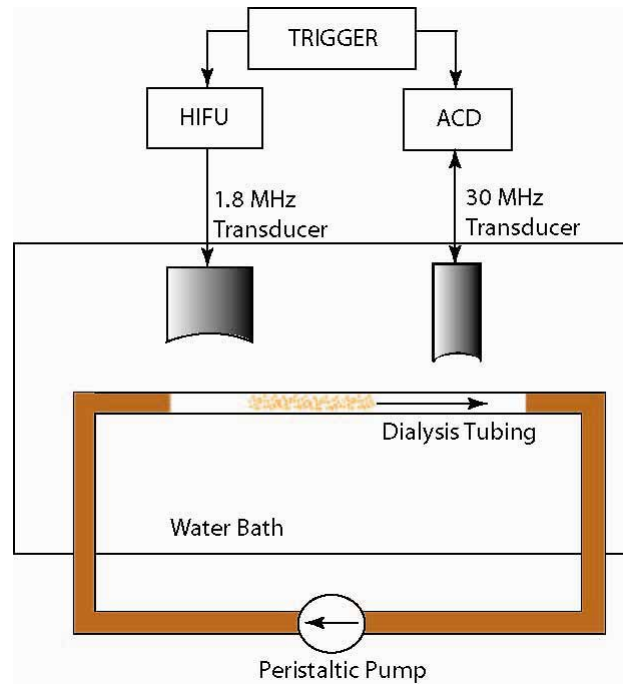 TRIGGER
HIFU
ACD
1.8 MHz
Transducer
30 MHz
Transducer
Dialysis Tubing
Water Bath
Peristaltic Pump